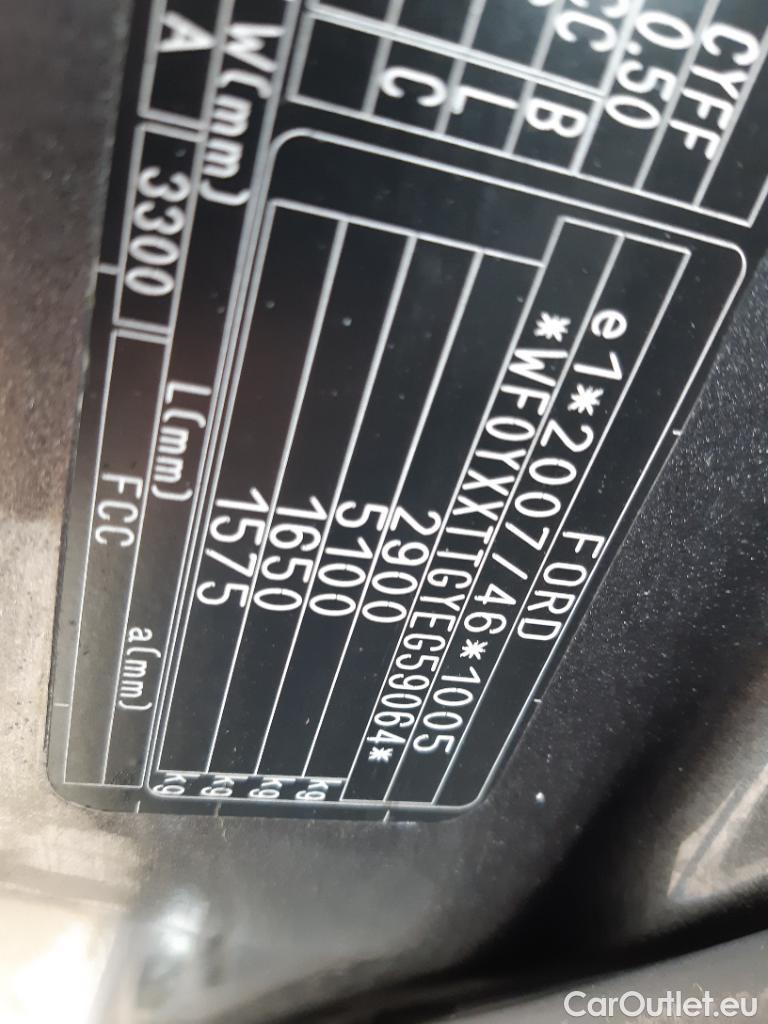 FORD
e1*2007/46*1005
*WF0YXXTTGYEG59064*
2900 kg
5100 kg
1650 kg
1575 kg
CYFF
0.50
B
L
C
W(mm)
L(mm)
a(mm)
A
3300
FCC
CarOutlet.eu